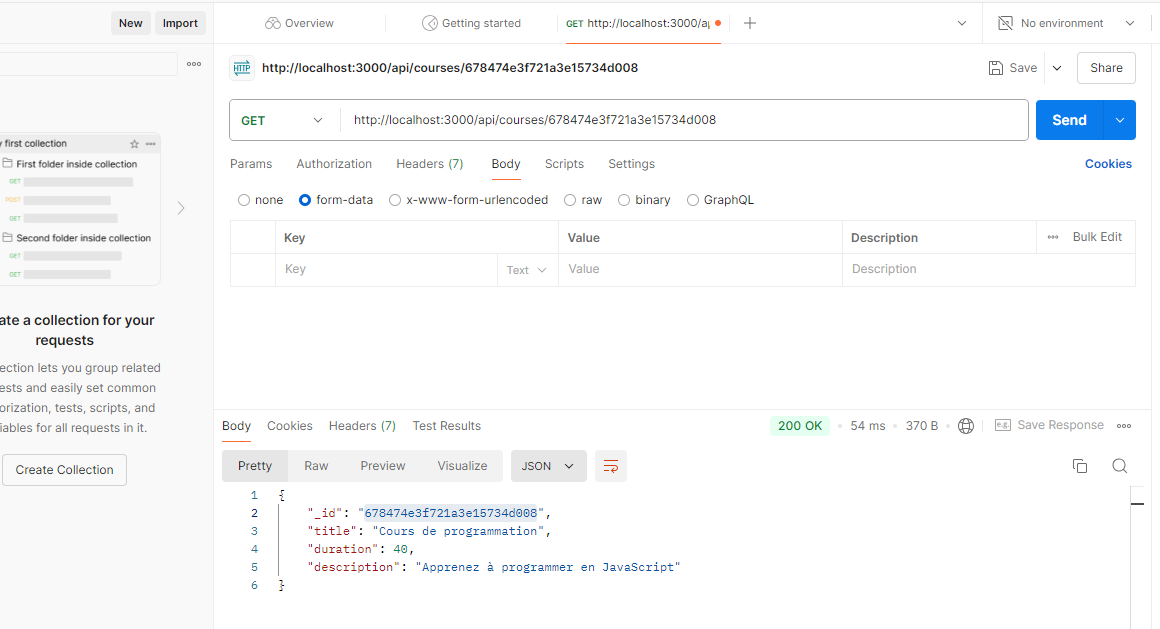 New Import
Overview
Getting started
GET http://localhost:3000/a
No environment
HTTP http://localhost:3000/api/courses/678474e3f721a3e15734d008
Save
Share
GET
http://localhost:3000/api/courses/678474e3f721a3e15734d008
Send
Params Authorization Headers (7) Body Scripts Settings Cookies
none form-data x-www-form-urlencoded raw binary GraphQL
Key Value Description Bulk Edit
Key Text Value Description
first collection
First folder inside collection
GET
POST
GET
Second folder inside collection
GET
GET
ate a collection for your
requests
ection lets you group related
ests and easily set common
orization, tests, scripts, and
iables for all requests in it.
Create Collection
Body Cookies Headers (7) Test Results
200 OK 54 ms 370 B e.g. Save Response
Pretty Raw Preview Visualize JSON
1 {
2 "_id": "678474e3f721a3e15734d008",
3 "title": "Cours de programmation",
4 "duration": 40,
5 "description": "Apprenez à programmer en JavaScript"
6 }